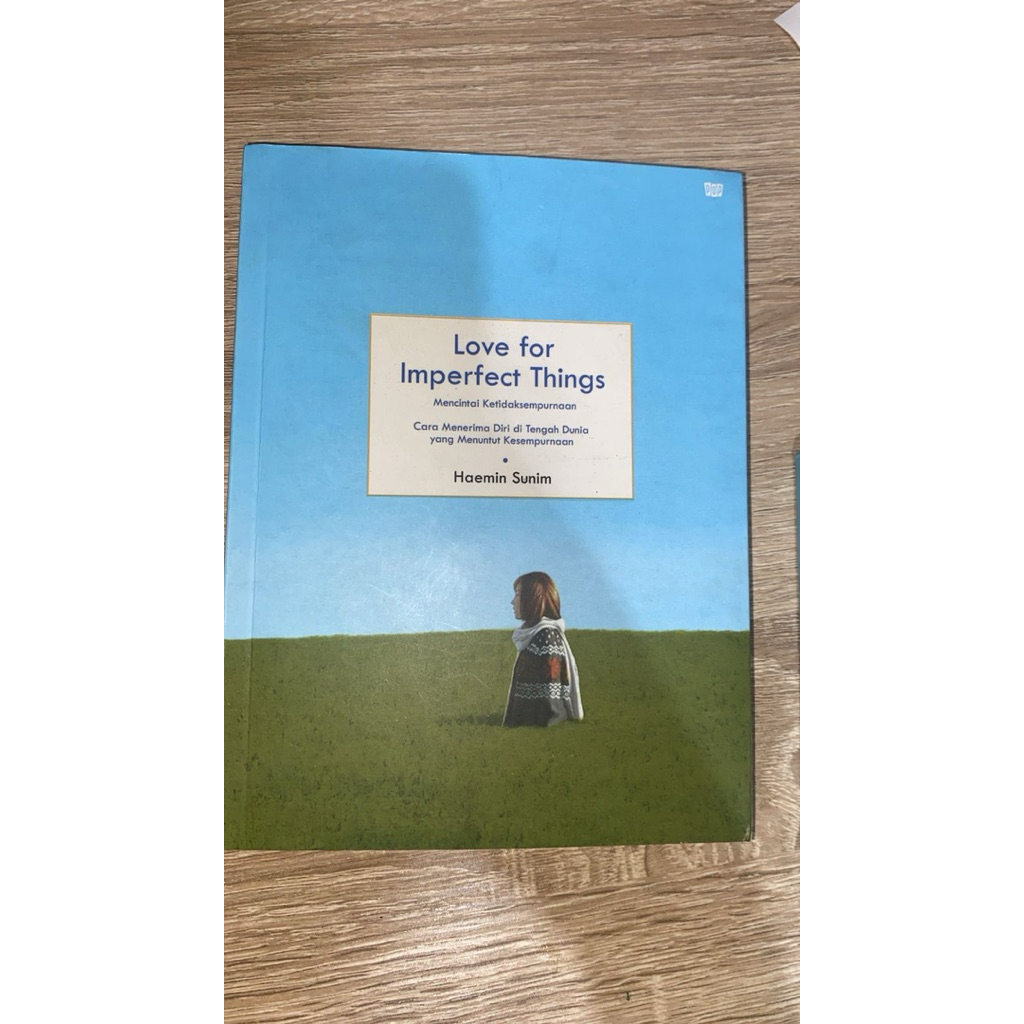 Love for
Imperfect Things
Mencintai Ketidaksempurnaan
Cara Menerima Diri di Tengah Dunia
yang Menuntut Kesempurnaan
Haemin Sunim